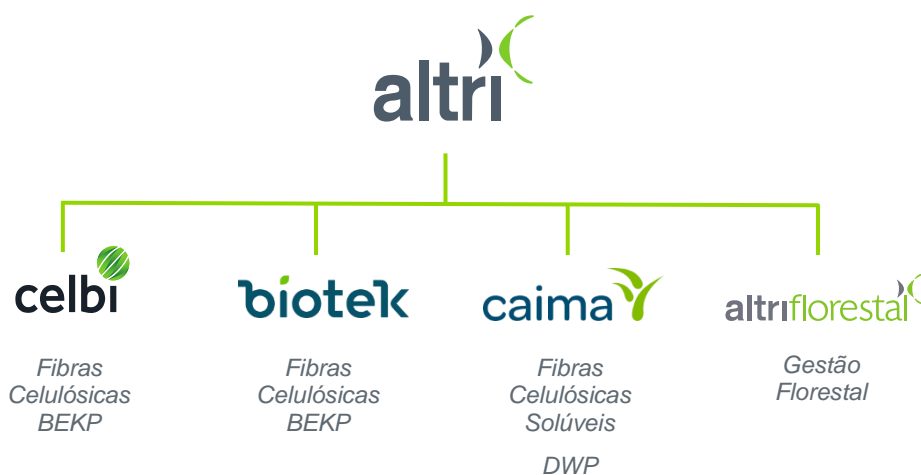 altri
celbi
biotek
caima
altriflorestal
Fibras
Celulósicas
BEKP
Fibras
Celulósicas
BEKP
Fibras
Celulósicas
Solúveis
DWP
Gestão
Florestal